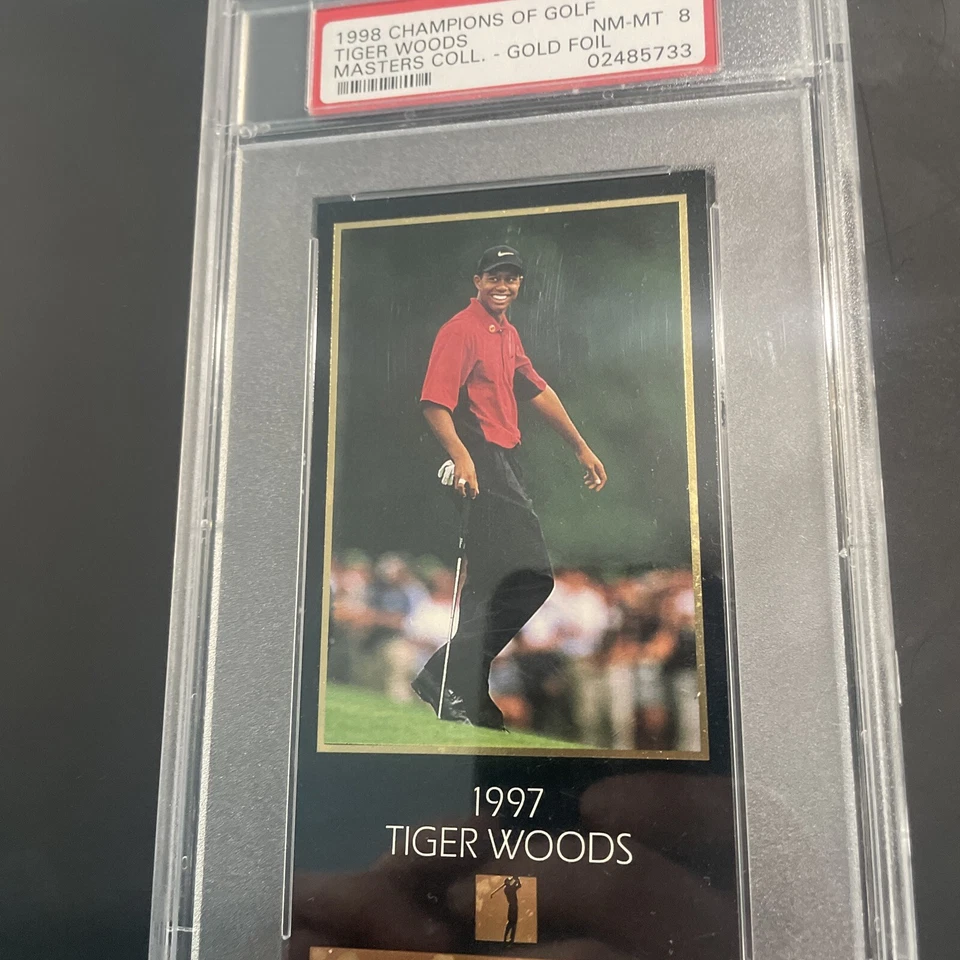 1998 CHAMPIONS OF GOLF
TIGER WOODS NM-MT 8
MASTERS COLL. - GOLD FOIL
02485733
1997
TIGER WOODS